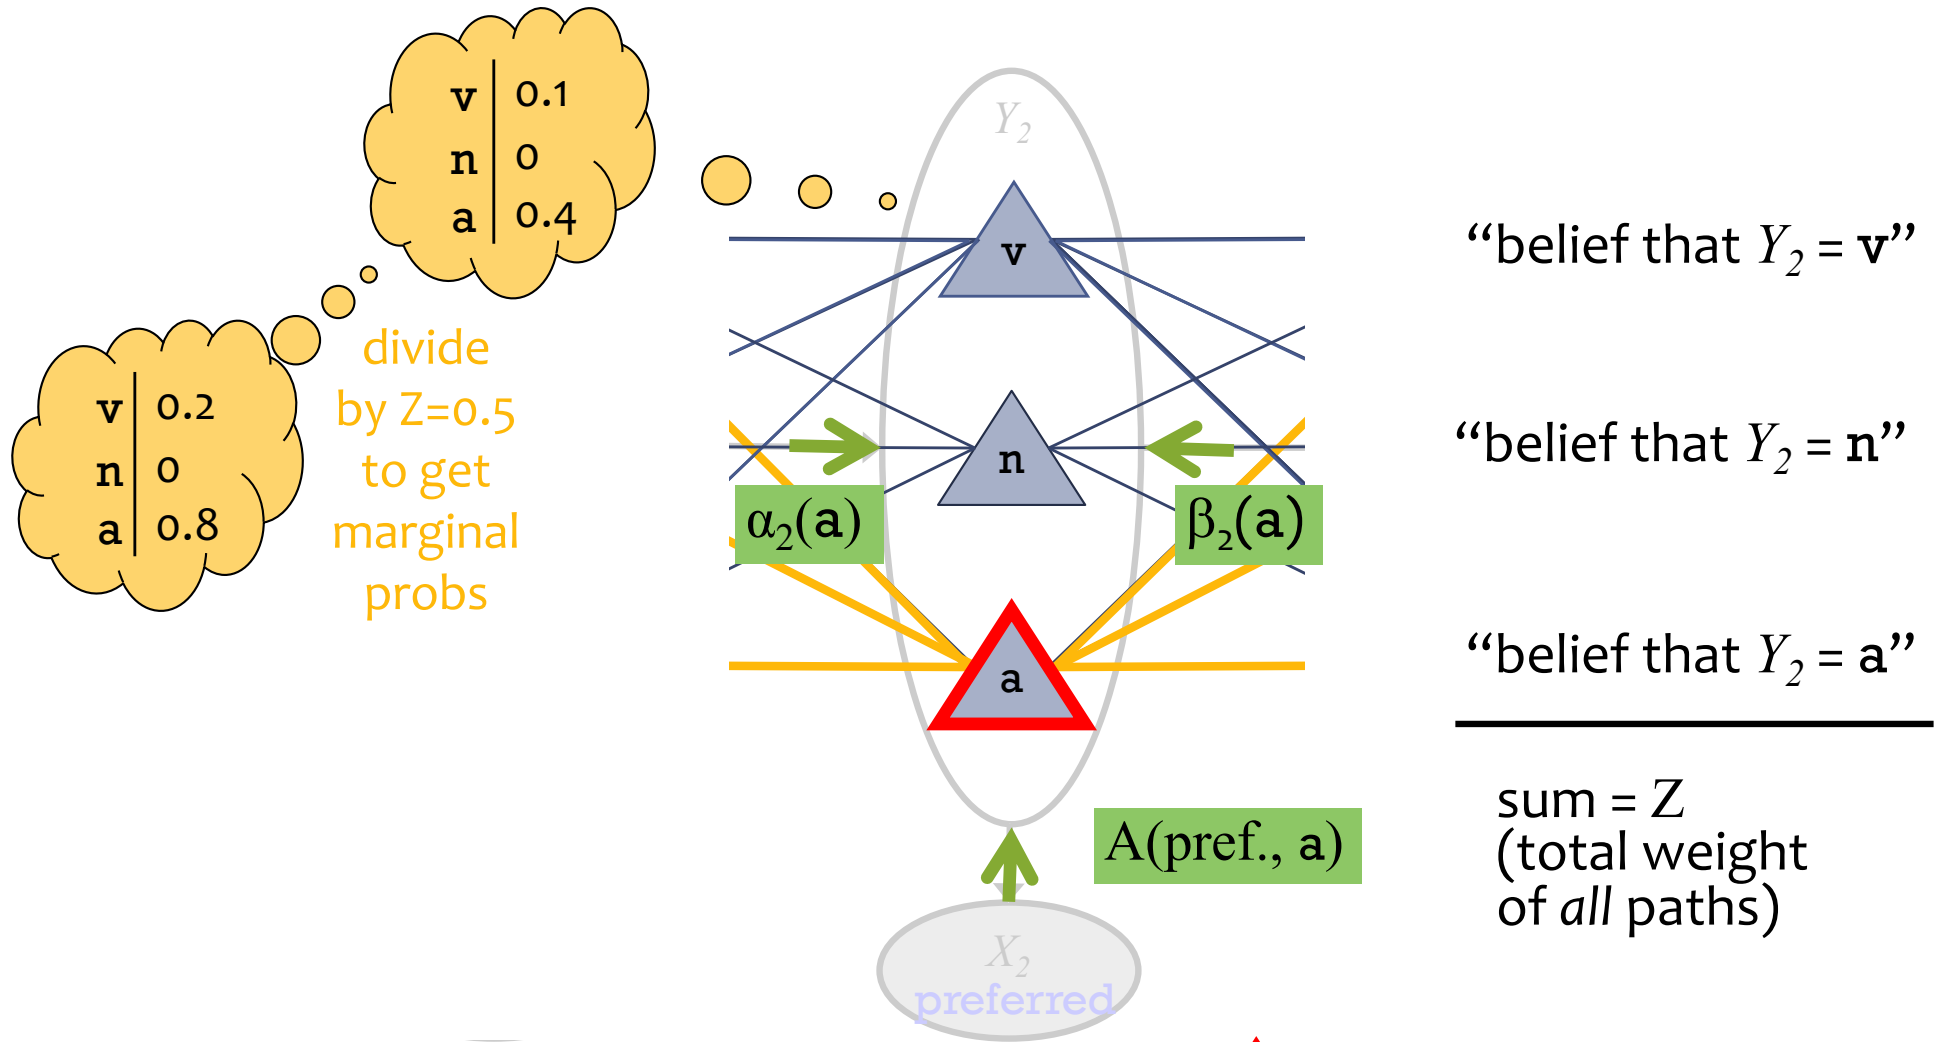 v 0.1
n 0
a 0.4
v 0.2
n 0
a 0.8
divide
by Z=0.5
to get
marginal
probs
Y2
v
n
a
α2(a)
β2(a)
A(pref., a)
X2
preferred
“belief that Y2 = v”
“belief that Y2 = n”
“belief that Y2 = a”
sum = Z
(total weight
of all paths)